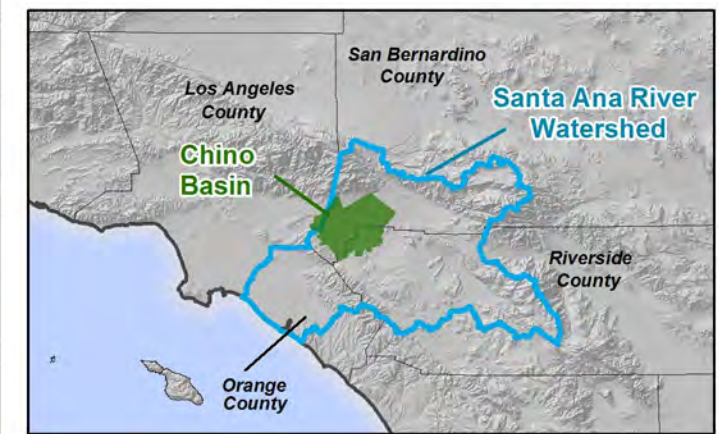 San Bernardino
County
Los Angeles
County
Santa Ana River
Watershed
Chino
Basin
Riverside
County
Orange
County